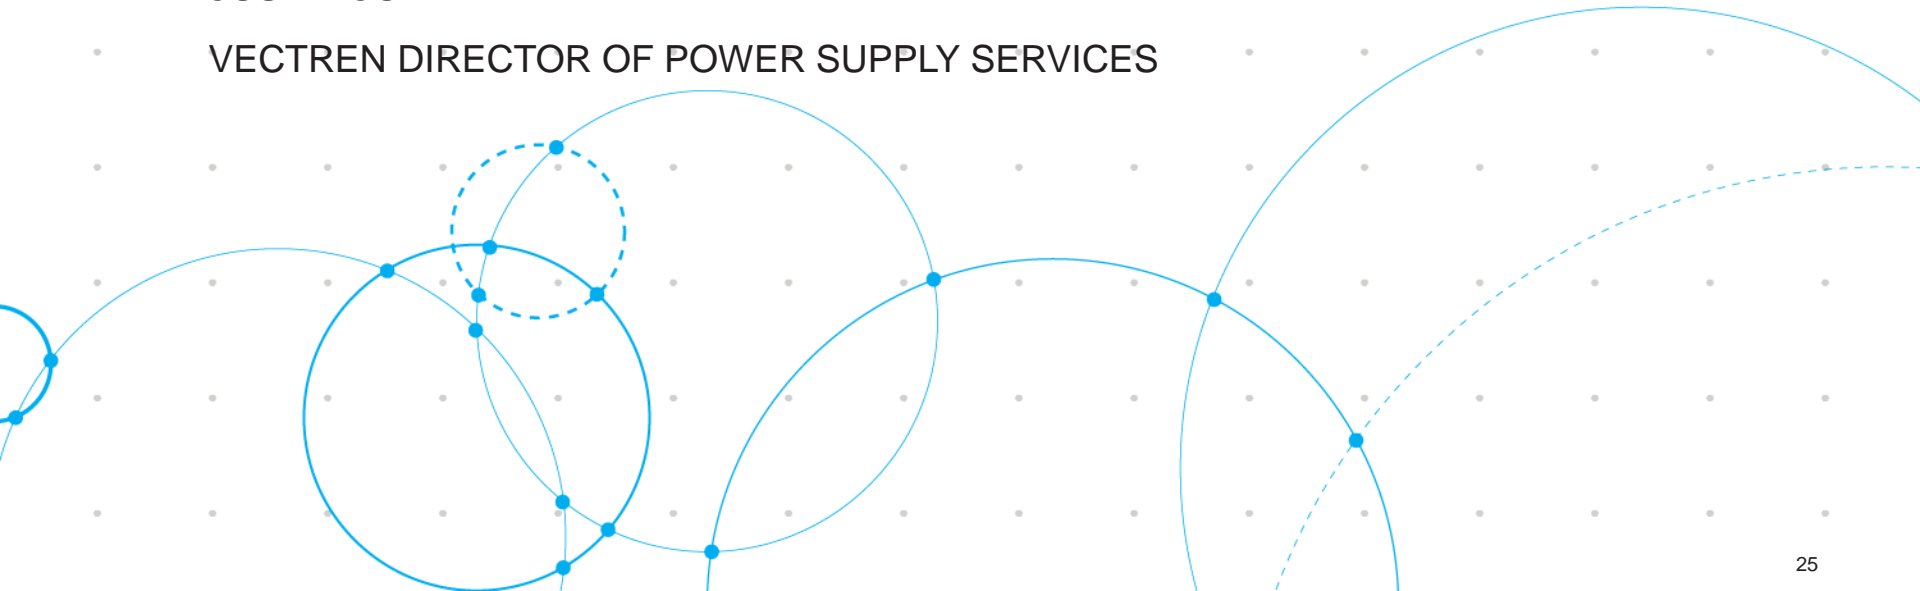 VECTREN DIRECTOR OF POWER SUPPLY SERVICES
25